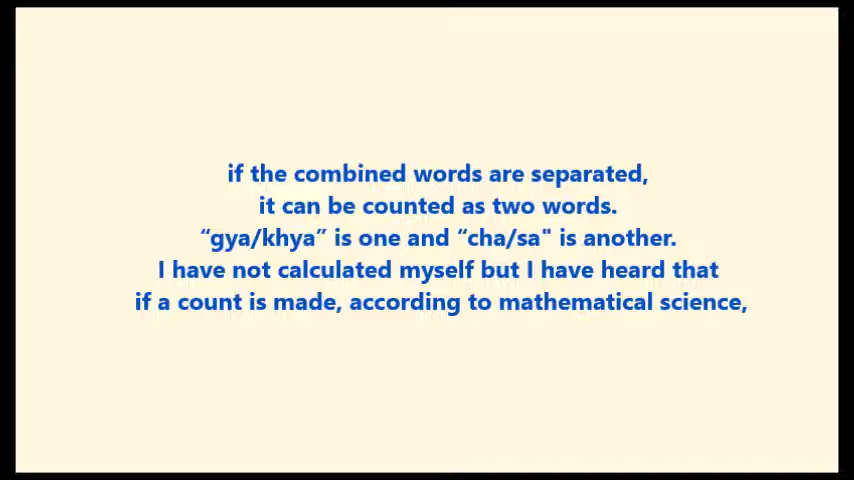 if the combined words are separated,
it can be counted as two words.
“gya/khya” is one and “cha/sa" is another.
I have not calculated myself but I have heard that
if a count is made, according to mathematical science,